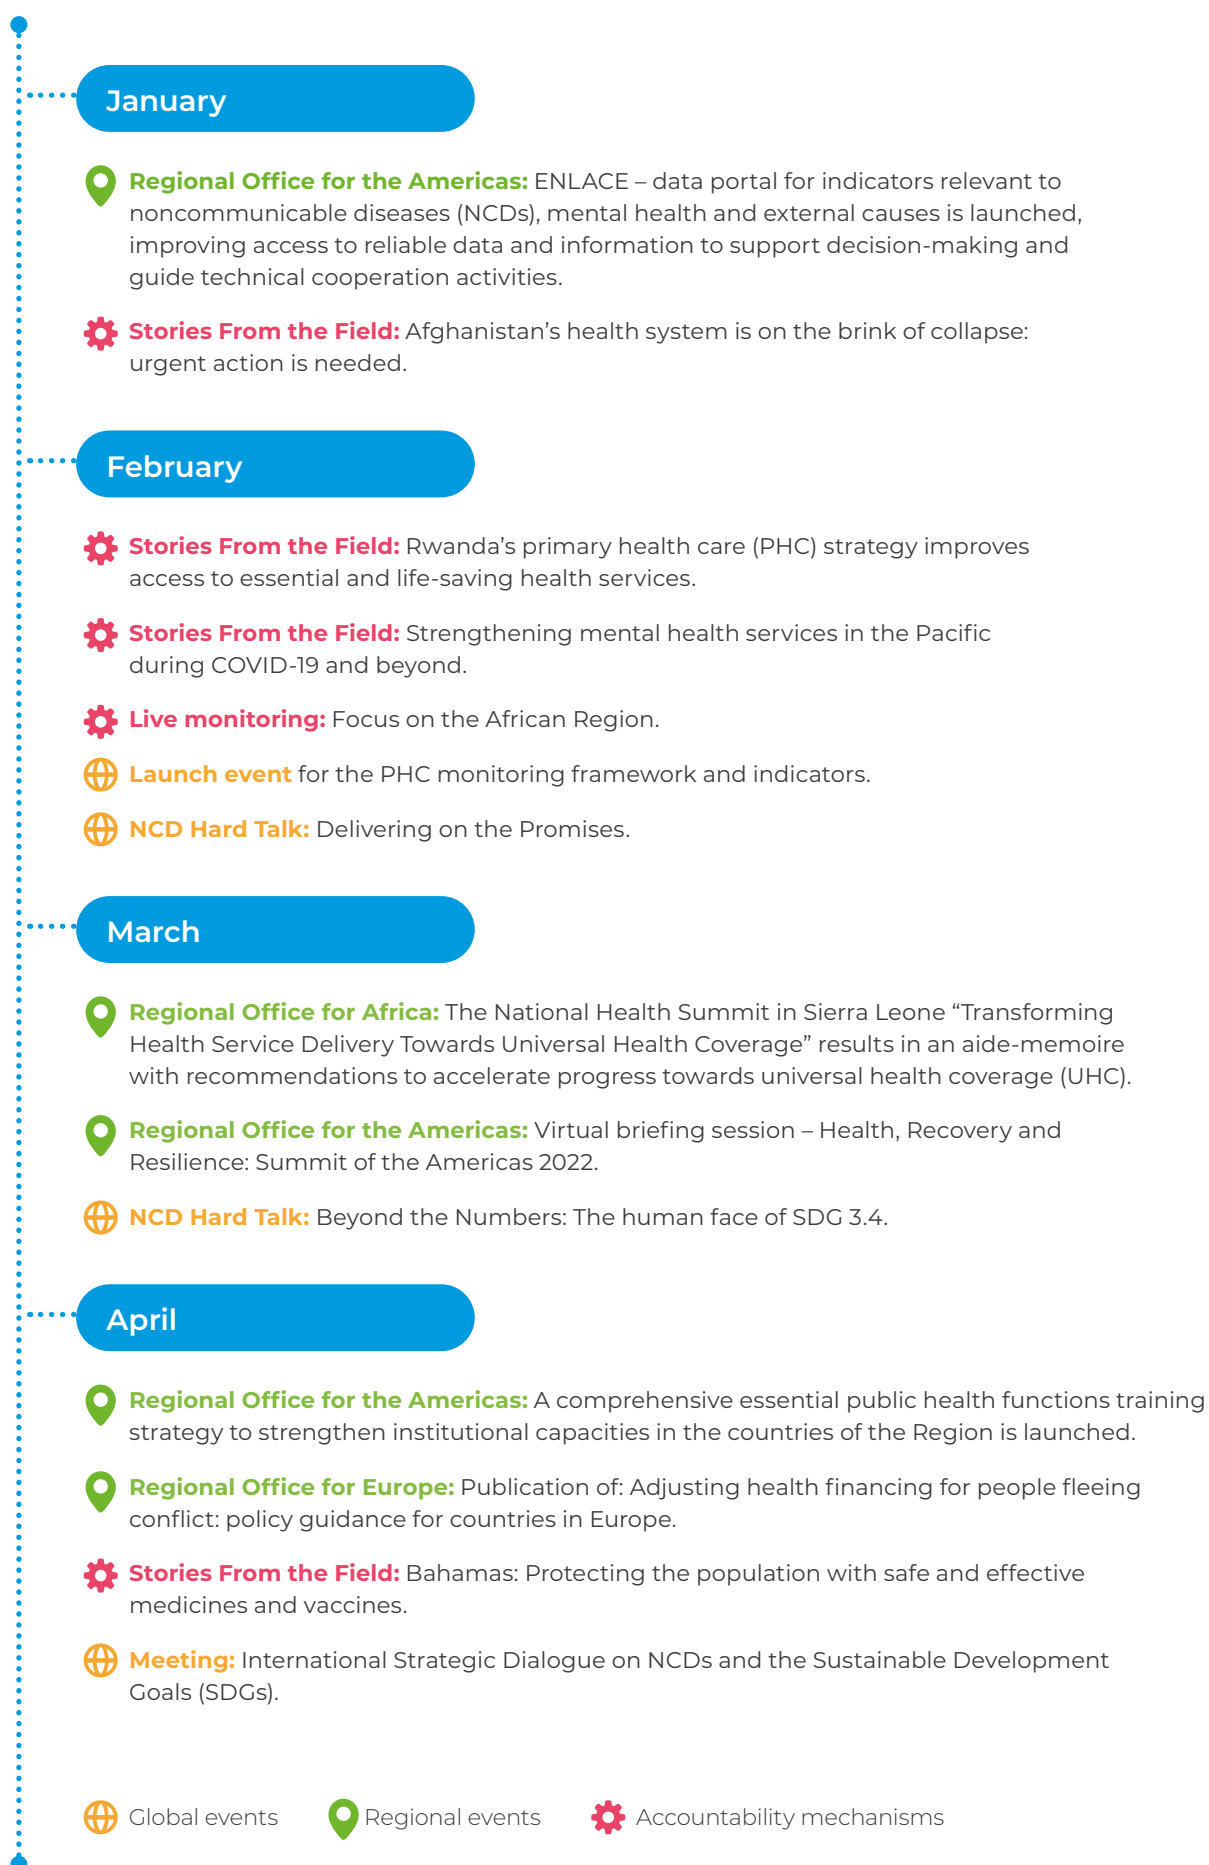 January
Regional Office for the Americas: ENLACE – data portal for indicators relevant to
noncommunicable diseases (NCDs), mental health and external causes is launched,
improving access to reliable data and information to support decision-making and
guide technical cooperation activities.
Stories From the Field: Afghanistan’s health system is on the brink of collapse:
urgent action is needed.
February
Stories From the Field: Rwanda’s primary health care (PHC) strategy improves
access to essential and life-saving health services.
Stories From the Field: Strengthening mental health services in the Pacific
during COVID-19 and beyond.
Live monitoring: Focus on the African Region.
Launch event for the PHC monitoring framework and indicators.
NCD Hard Talk: Delivering on the Promises.
March
Regional Office for Africa: The National Health Summit in Sierra Leone “Transforming
Health Service Delivery Towards Universal Health Coverage” results in an aide-memoire
with recommendations to accelerate progress towards universal health coverage (UHC).
Regional Office for the Americas: Virtual briefing session – Health, Recovery and
Resilience: Summit of the Americas 2022.
NCD Hard Talk: Beyond the Numbers: The human face of SDG 3.4.
April
Regional Office for the Americas: A comprehensive essential public health functions training
strategy to strengthen institutional capacities in the countries of the Region is launched.
Regional Office for Europe: Publication of: Adjusting health financing for people fleeing
conflict: policy guidance for countries in Europe.
Stories From the Field: Bahamas: Protecting the population with safe and effective
medicines and vaccines.
Meeting: International Strategic Dialogue on NCDs and the Sustainable Development
Goals (SDGs).
Global events Regional events Accountability mechanisms